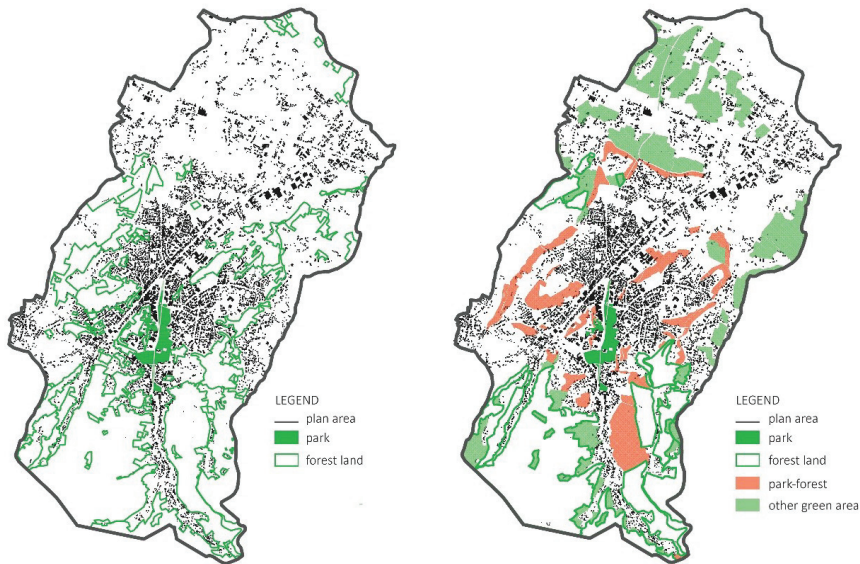 LEGEND
plan area
park
forest land
LEGEND
plan area
park
forest land
park-forest
other green area